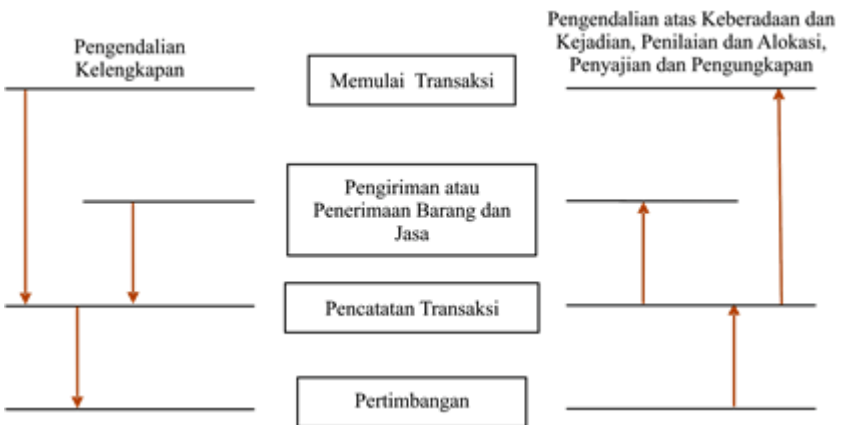 Pengendalian
Kelengkapan
Memulai Transaksi
Pengendalian atas Keberadaan dan
Kejadian, Penilaian dan Alokasi,
Penyajian dan Pengungkapan
Pengiriman atau
Penerimaan Barang dan
Jasa
Pencatatan Transaksi
Pertimbangan